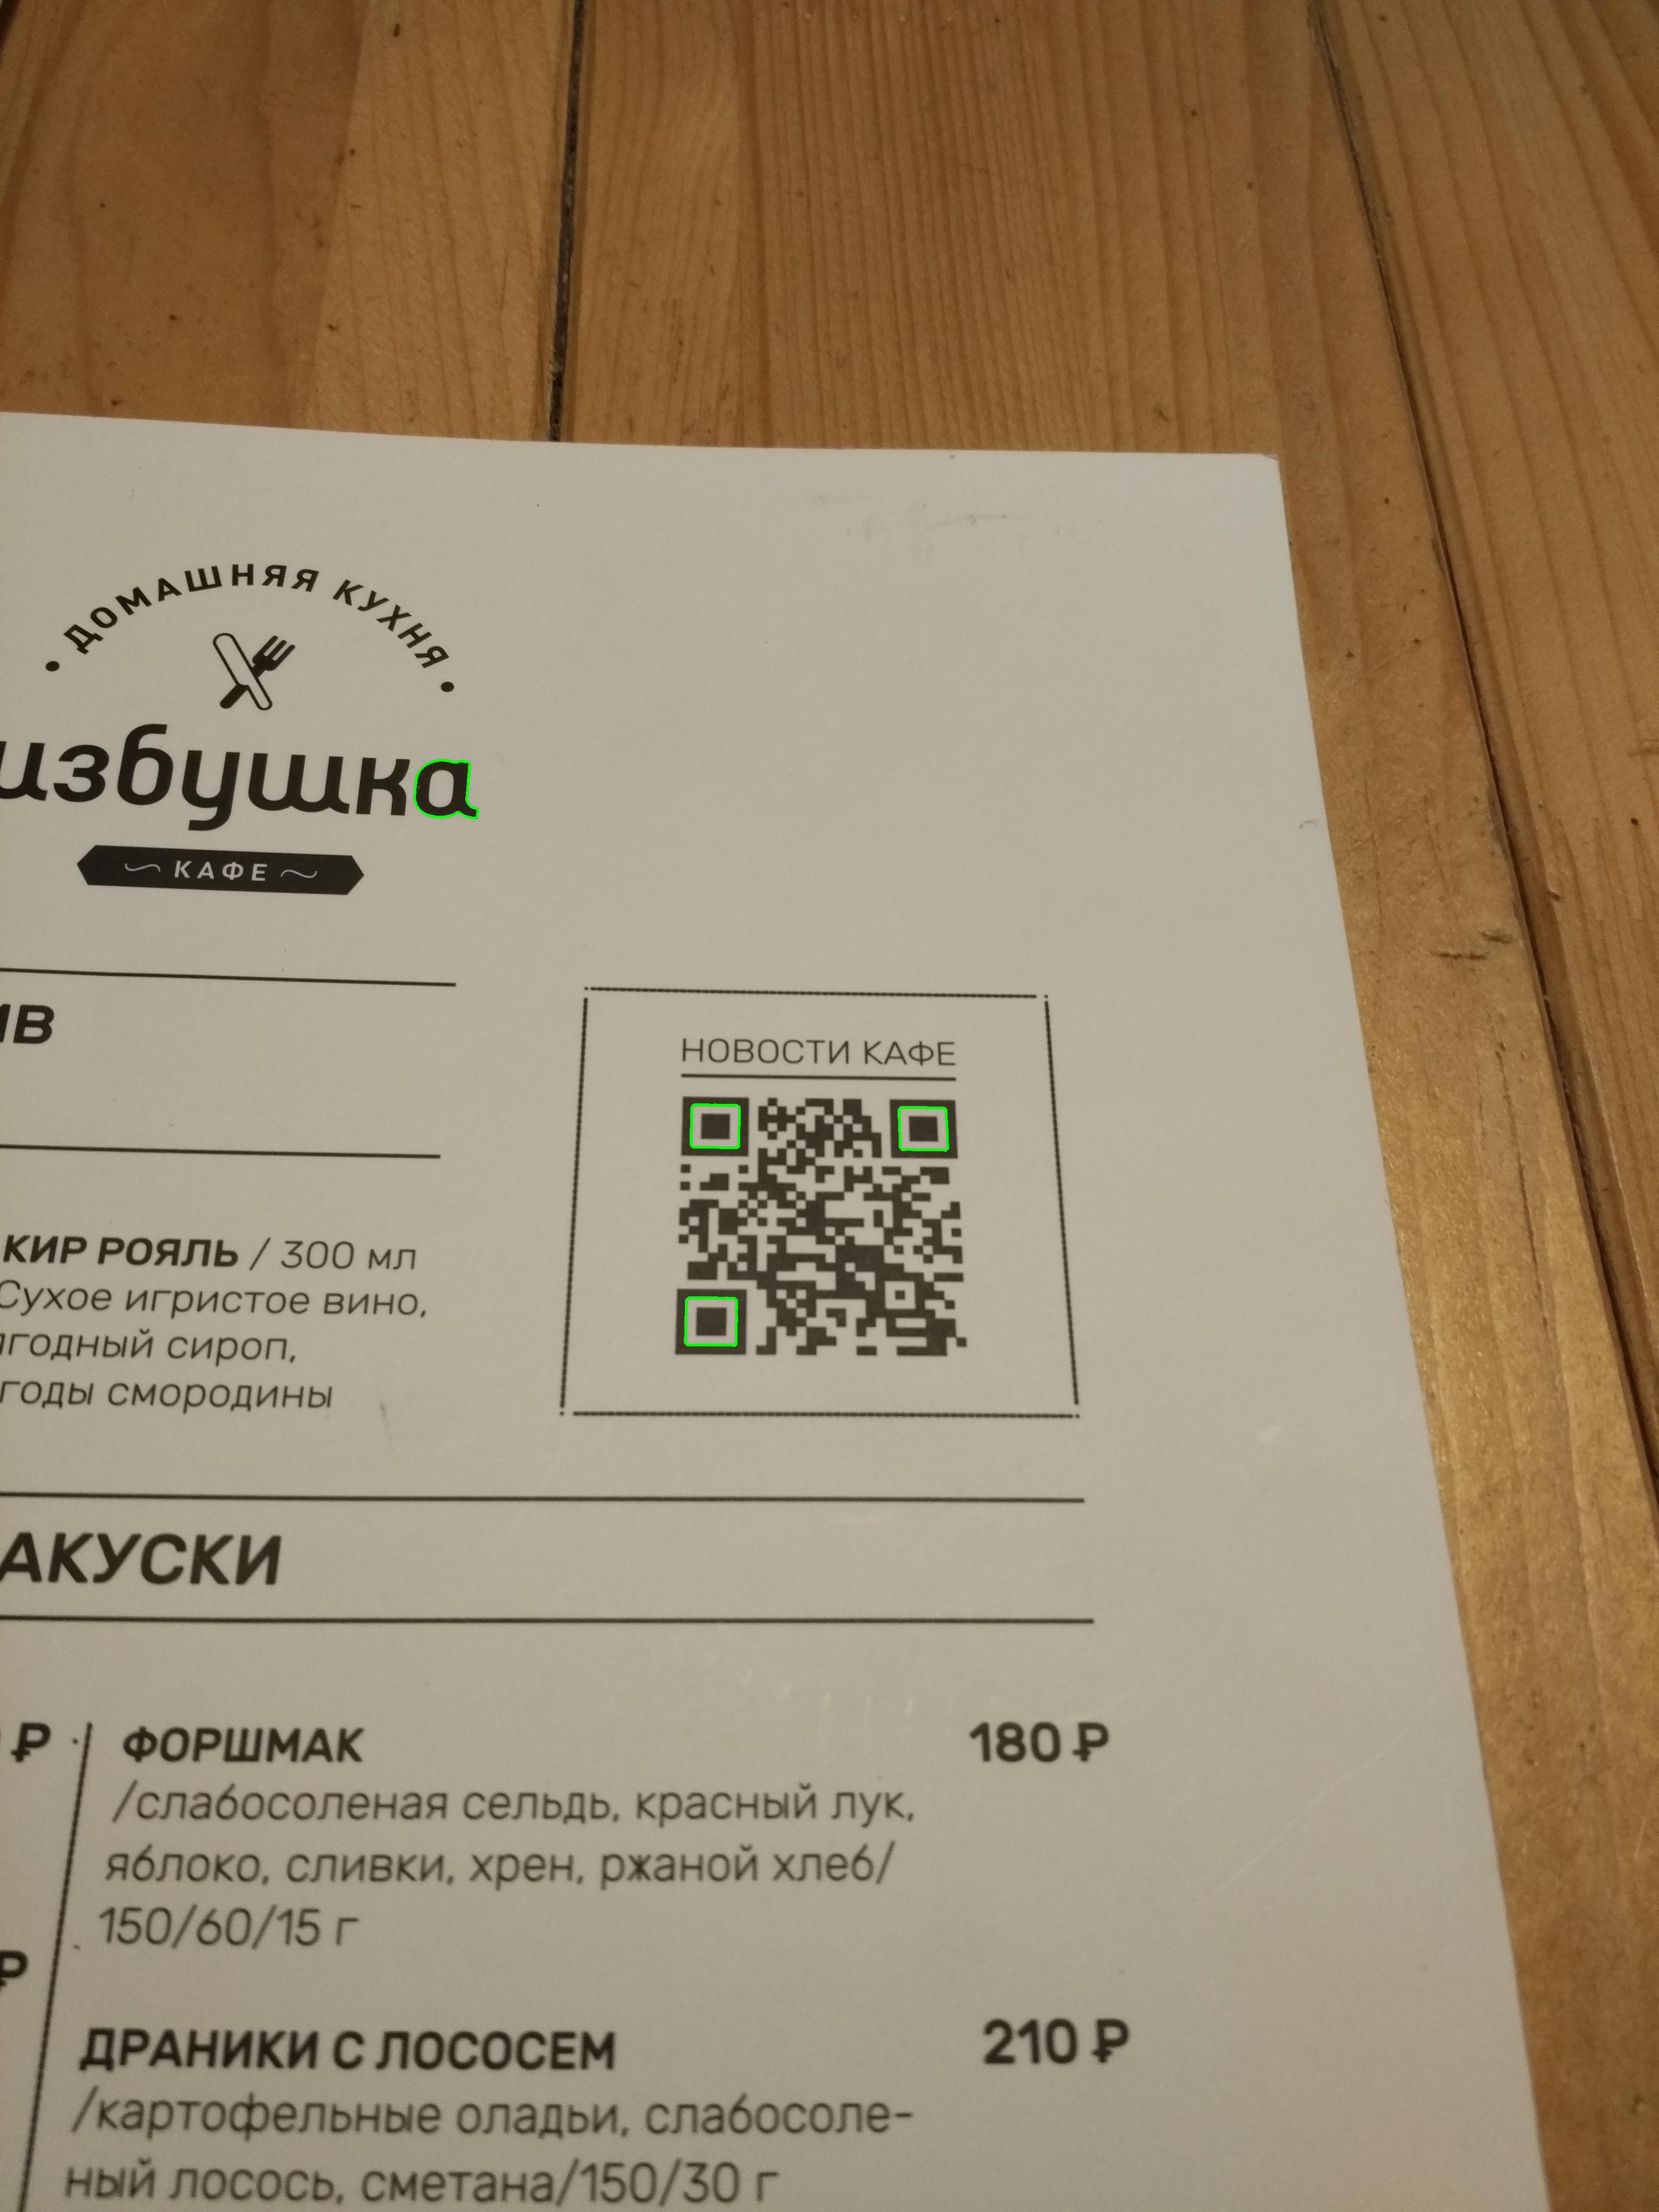 • ДОМАШНЯЯ КУХНЯ •
избушка
КАФЕ
ИВ
НОВОСТИ КАФЕ
КИР РОЯЛЬ / 300 мл
Сухое игристое вино,
ягодный сироп,
годы смородины
АКУСКИ
₽
ФОРШМАК 180 ₽
/слабосоленая сельдь, красный лук,
яблоко, сливки, хрен, ржаной хлеб/
150/60/15 г
₽
ДРАНИКИ С ЛОСОСЕМ 210 ₽
/картофельные оладьи, слабосоле-
ный лосось, сметана/150/30 г